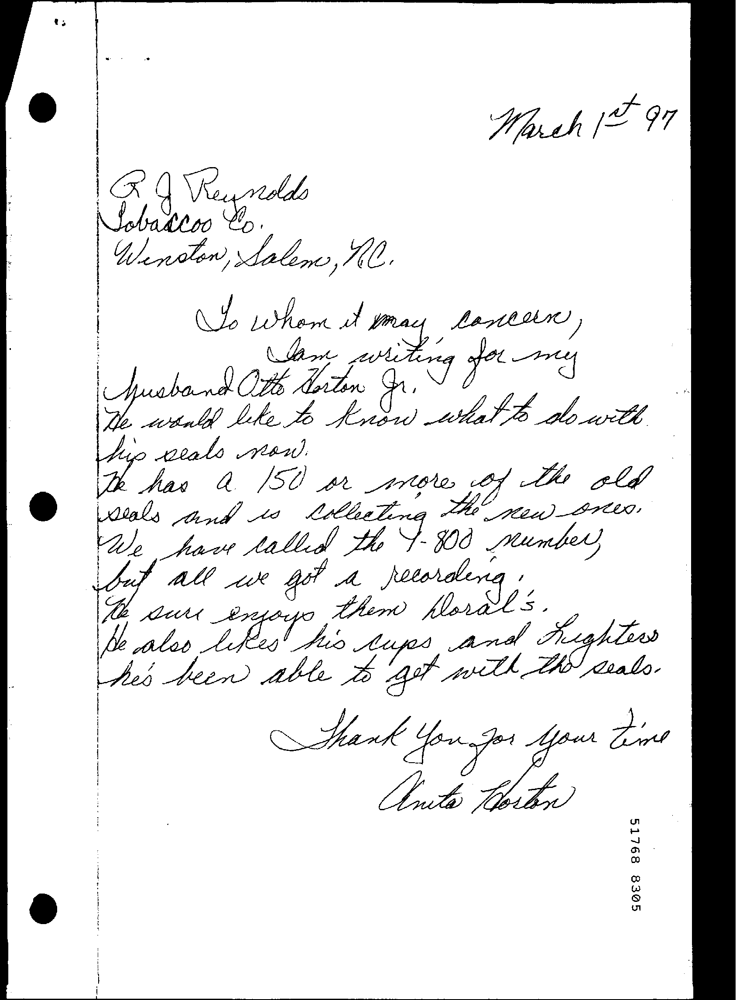 March 1st 97
R J Reynolds
Tobaccoo Co.
Winston, Salem, NC.
To whom it may concern,
I am writing for my
husband Otto Horton Jr.
He would like to know what to do with
his seals now.
He has a 150 or more of the old
seals and is collecting the new ones.
We have called the 1-800 number,
but all we got a recording.
He sure enjoys them Doral's.
He also likes his cups and lighters
he's been able to get with the seals.
Thank You for your time
Anita Horton
51768 8305